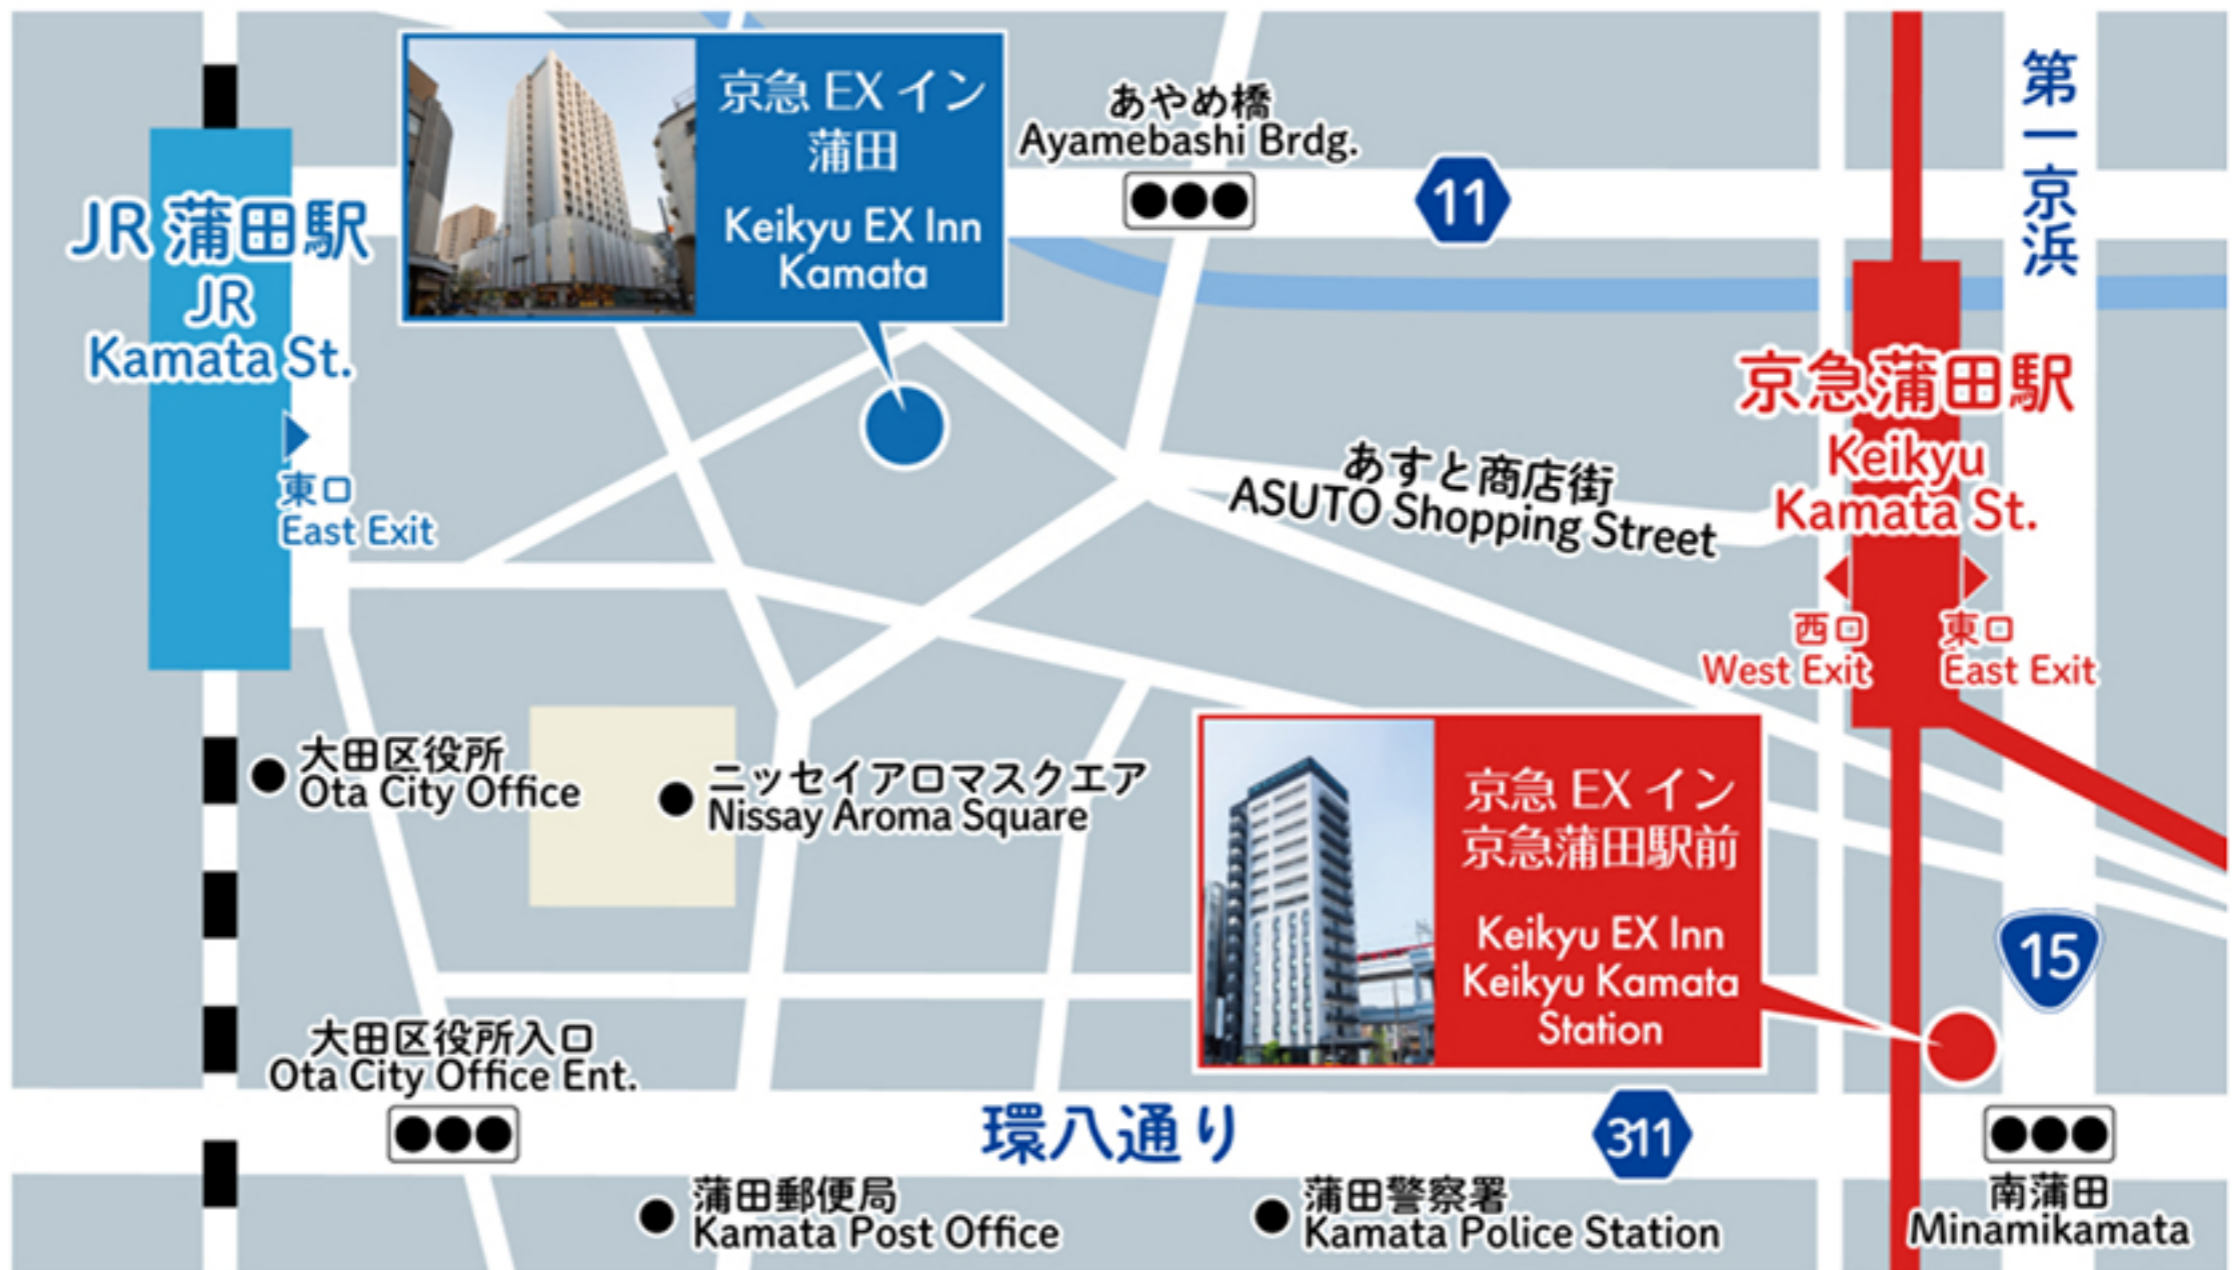 京急 EX イン
蒲田
Keikyu EX Inn
Kamata
あやめ橋
Ayamebashi Brdg.
11
第一京浜
JR 蒲田駅
JR
Kamata St.
東口
East Exit
京急蒲田駅
Keikyu
Kamata St.
あすと商店街
ASUTO Shopping Street
西口
West Exit
東口
East Exit
大田区役所
Ota City Office
ニッセイアロマスクエア
Nissay Aroma Square
京急 EX イン
京急蒲田駅前
Keikyu EX Inn
Keikyu Kamata
Station
15
大田区役所入口
Ota City Office Ent.
環八通り
311
蒲田郵便局
Kamata Post Office
蒲田警察署
Kamata Police Station
南蒲田
Minamikamata